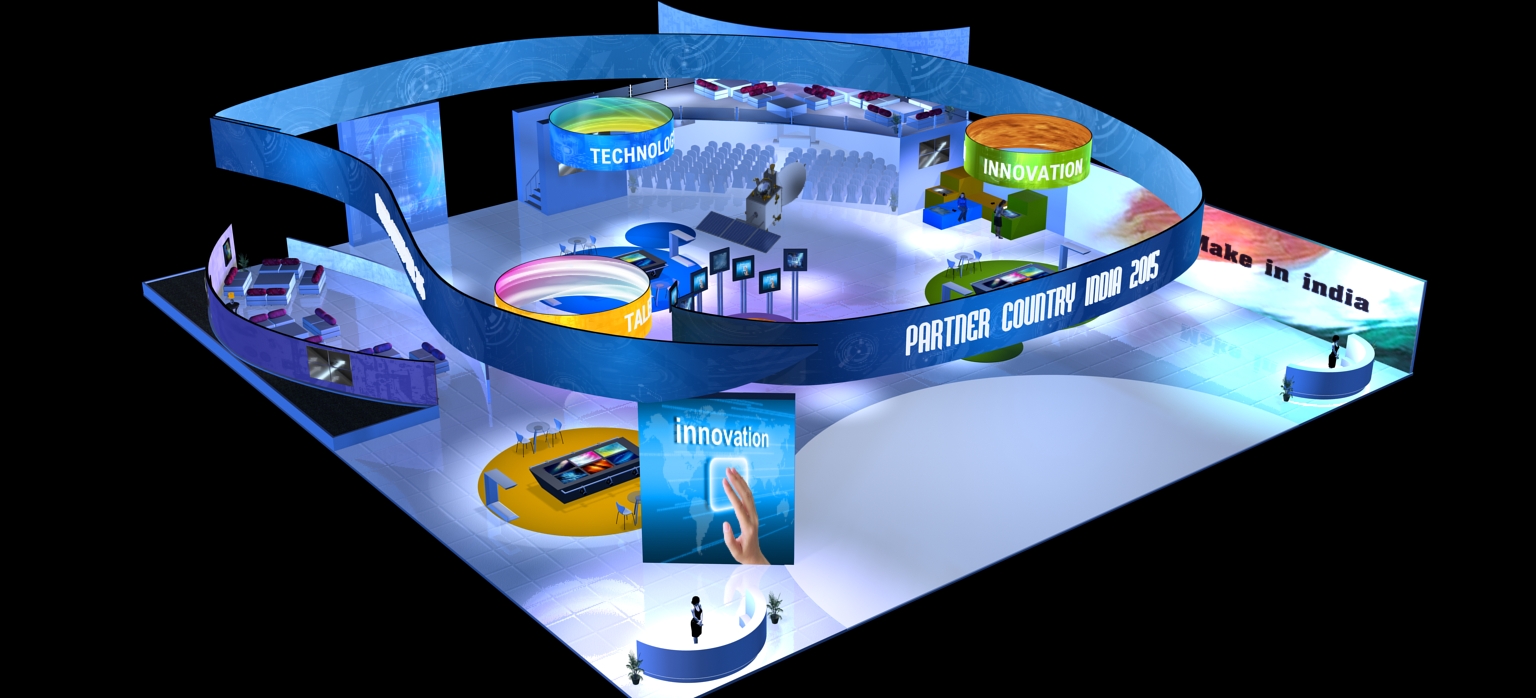 TECHNOLOG
INNOVATION
TAL
PARTNER COUNTRY INDIA 2015
Make in india
innovation